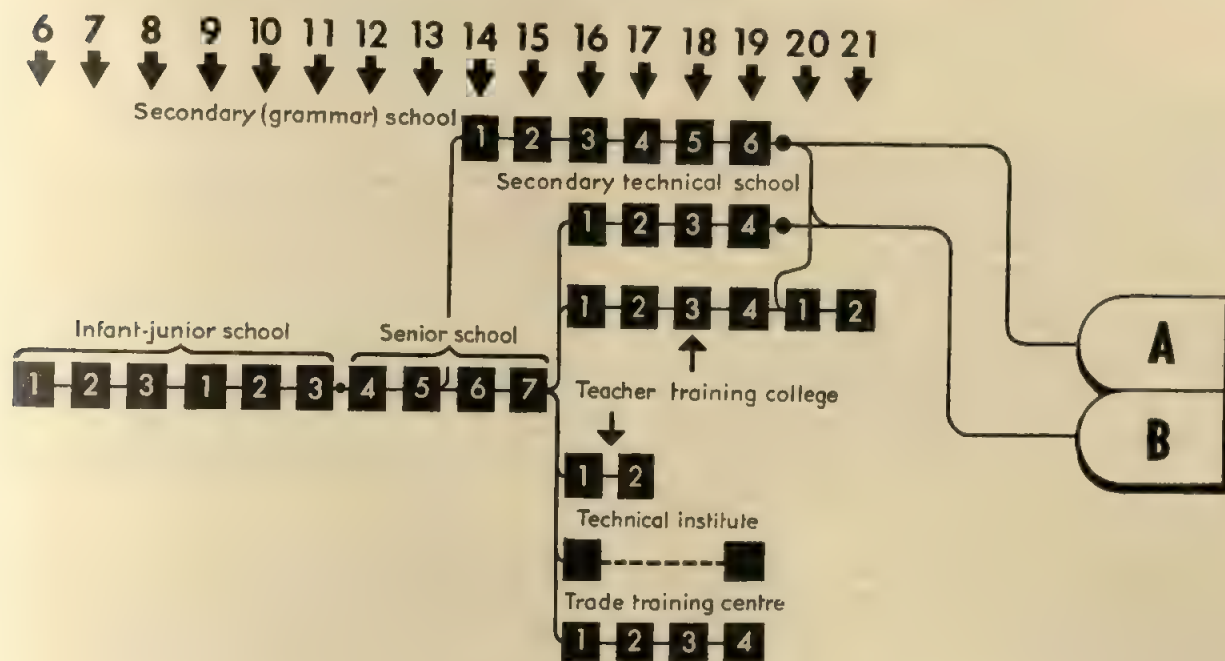 6 7 8 9 10 11 12 13 14 15 16 17 18 19 20 21
Secondary (grammar) school
1 2 3 4 5 6
Secondary technical school
1 2 3 4
1 2 3 4 1 2
A
Infant-junior school Senior school
1 2 3 1 2 3 4 5 6 7
Teacher training college
B
1 2
Technical institute
Trade training centre
1 2 3 4